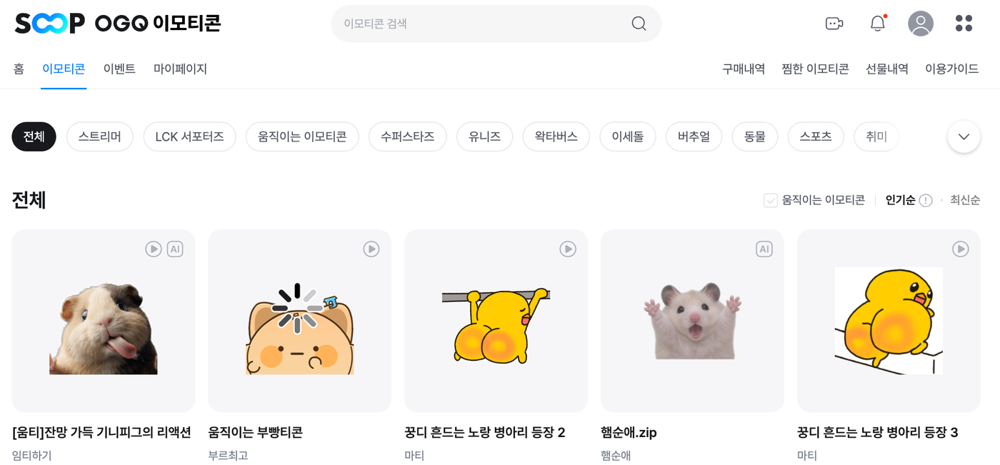 SOOP OGQ 이모티콘
이모티콘 검색
홈 이모티콘 이벤트 마이페이지
구매내역 찜한 이모티콘 선물내역 이용가이드
전체 스트리머 LCK 서포터즈 움직이는 이모티콘 수퍼스타즈 유니즈 왁타버스 이세돌 버추얼 동물 스포츠 취미
전체
움직이는 이모티콘 인기순 최신순
AI
AI
[움티]잔망 가득 기니피그의 리액션
임티하기
움직이는 부빵티콘
부르최고
꿍디 흔드는 노랑 병아리 등장 2
마티
햄순애.zip
햄순애
꿍디 흔드는 노랑 병아리 등장 3
마티